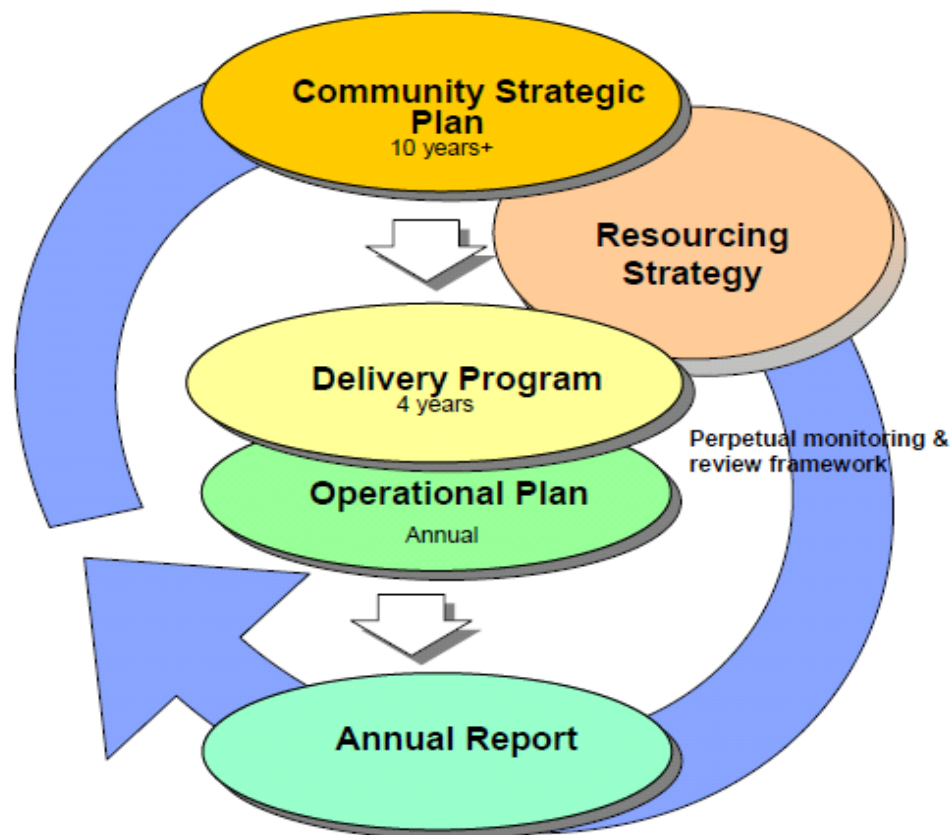 Community Strategic
Plan
10 years+
Resourcing
Strategy
Delivery Program
4 years
Perpetual monitoring &
review framework
Operational Plan
Annual
Annual Report